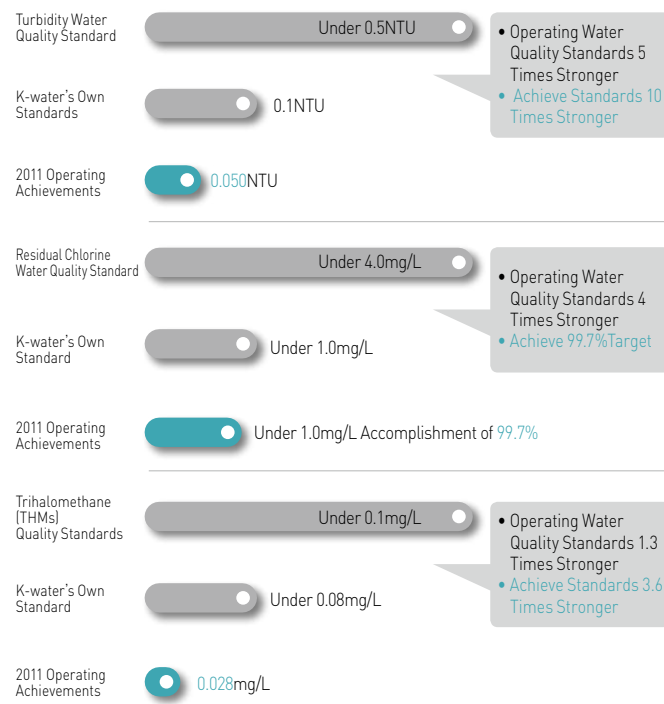 Turbidity Water
Quality Standard
Under 0.5NTU
• Operating Water
Quality Standards 5
Times Stronger
• Achieve Standards 10
Times Stronger
K-water's Own
Standards
0.1NTU
2011 Operating
Achievements
0.050NTU
Residual Chlorine
Water Quality Standard
Under 4.0mg/L
• Operating Water
Quality Standards 4
Times Stronger
• Achieve 99.7%Target
K-water's Own
Standard
Under 1.0mg/L
2011 Operating
Achievements
Under 1.0mg/L Accomplishment of 99.7%
Trihalomethane
(THMs)
Quality Standards
Under 0.1mg/L
• Operating Water
Quality Standards 1.3
Times Stronger
• Achieve Standards 3.6
Times Stronger
K-water's Own
Standard
Under 0.08mg/L
2011 Operating
Achievements
0.028mg/L